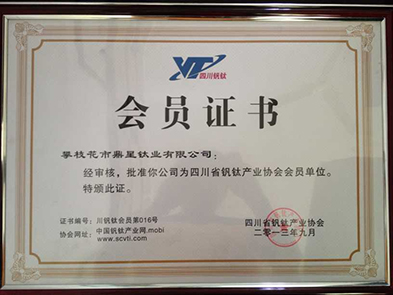 VT
四川钒钛
会员证书
攀枝花市鼎星钛业有限公司：
经审核，批准你公司为四川省钒钛产业协会会员单位。
特颁此证。
证书编号：川钒钛会员第016号
协会网址：中国钒钛产业网.mobi
www.scvti.com
四川省钒钛产业协会
二〇一三年九月